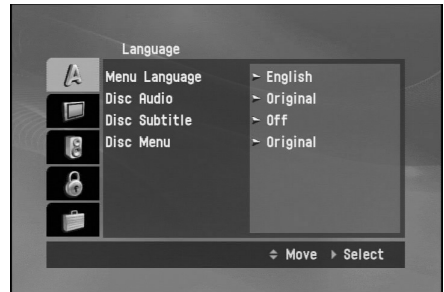 Language
Menu Language ► English
Disc Audio ► Original
Disc Subtitle ► Off
Disc Menu ► Original
Move Select